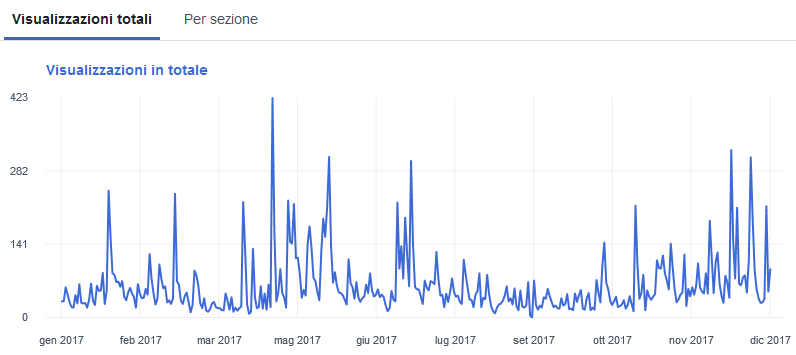 Visualizzazioni totali Per sezione
Visualizzazioni in totale
423
282
141
0
gen 2017 feb 2017 mar 2017 mag 2017 giu 2017 lug 2017 set 2017 ott 2017 nov 2017 dic 2017